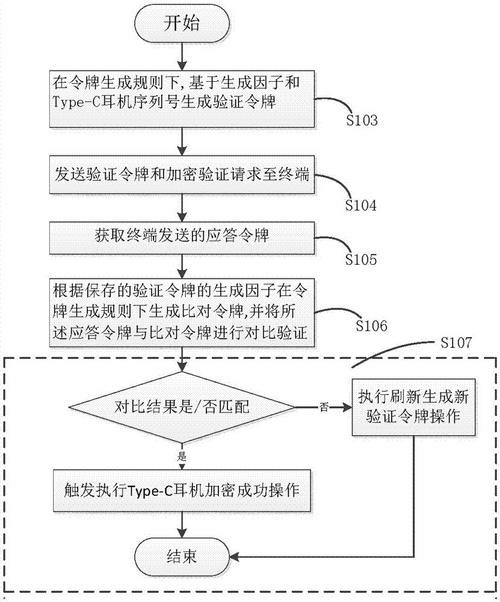 开始
在令牌生成规则下,基于生成因子和
Type-C耳机序列号生成验证令牌
S103
发送验证令牌和加密验证请求至终端
S104
获取终端发送的应答令牌
S105
根据保存的验证令牌的生成因子在令
牌生成规则下生成比对令牌,并将所
述应答令牌与比对令牌进行对比验证
S106
S107
对比结果是/否匹配
否
执行刷新生成新
验证令牌操作
是
触发执行Type-C耳机加密成功操作
结束